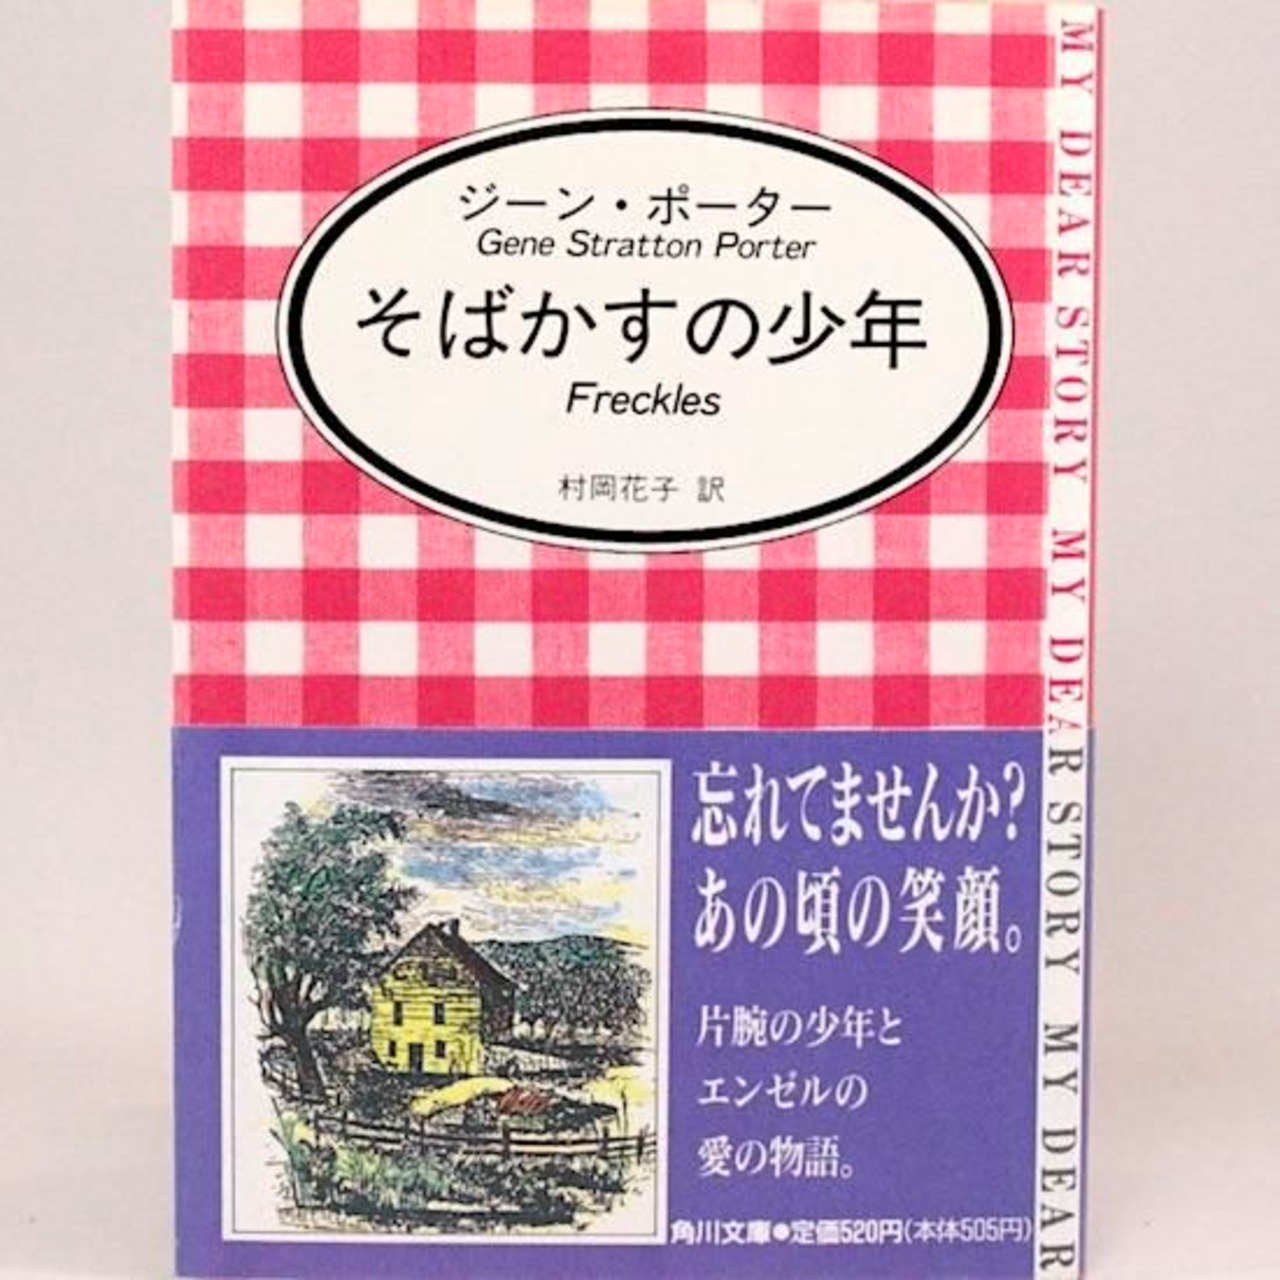 ジーン・ポーター
Gene Stratton Porter
そばかすの少年
Freckles
村岡花子 訳
MY DEAR STORY MY DEAR STORY MY DEAR
忘れてませんか?
あの頃の笑顔。
片腕の少年と
エンゼルの
愛の物語。
角川文庫●定価520円(本体505円)